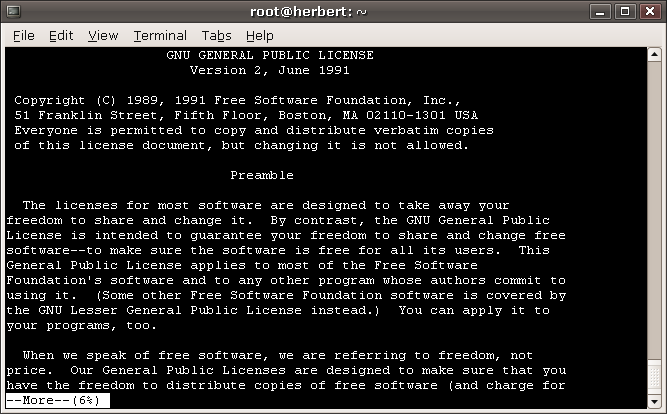 root@herbert: ~
File Edit View Terminal Tabs Help
GNU GENERAL PUBLIC LICENSE
Version 2, June 1991
Copyright (C) 1989, 1991 Free Software Foundation, Inc.,
51 Franklin Street, Fifth Floor, Boston, MA 02110-1301 USA
Everyone is permitted to copy and distribute verbatim copies
of this license document, but changing it is not allowed.
Preamble
The licenses for most software are designed to take away your
freedom to share and change it.  By contrast, the GNU General Public
License is intended to guarantee your freedom to share and change free
software--to make sure the software is free for all its users.  This
General Public License applies to most of the Free Software
Foundation's software and to any other program whose authors commit to
using it.  (Some other Free Software Foundation software is covered by
the GNU Lesser General Public License instead.)  You can apply it to
your programs, too.
When we speak of free software, we are referring to freedom, not
price.  Our General Public Licenses are designed to make sure that you
have the freedom to distribute copies of free software (and charge for
--More--(6%)